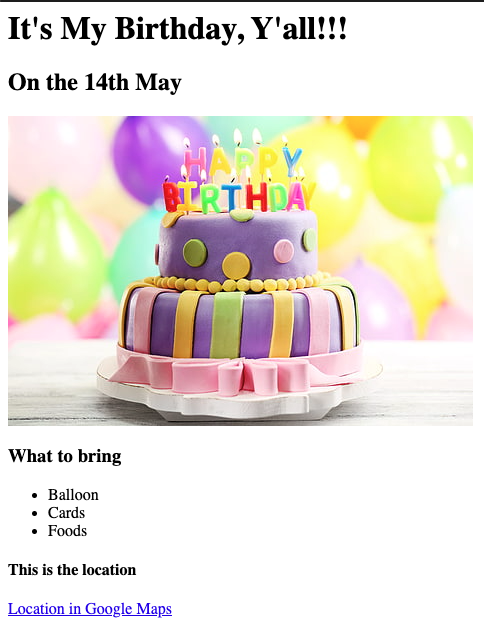 It's My Birthday, Y'all!!!
On the 14th May
HAPPY
BIRTHDAY
What to bring
Balloon
Cards
Foods
This is the location
Location in Google Maps